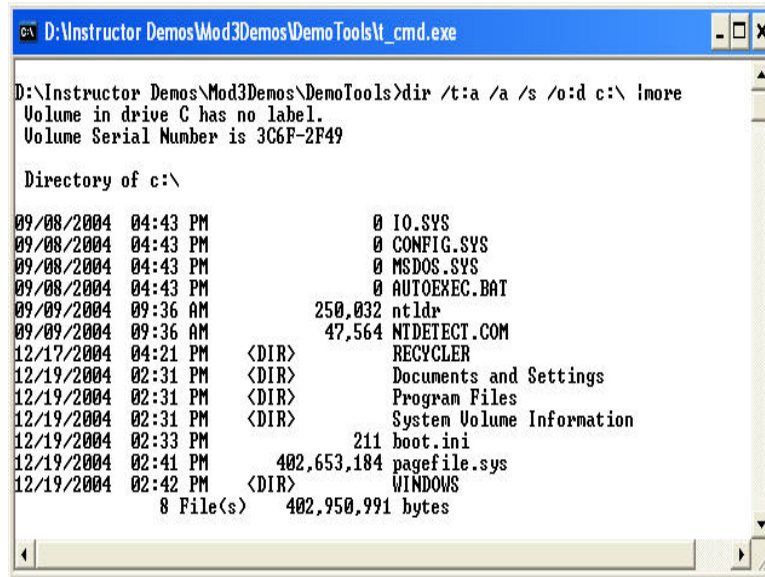 D:\Instructor Demos\Mod3Demos\DemoTools\t_cmd.exe
D:\Instructor Demos\Mod3Demos\DemoTools>dir /t:a /a /s /o:d c:\ |more
Volume in drive C has no label.
Volume Serial Number is 3C6F-2F49
Directory of c:\
09/08/2004 04:43 PM 0 IO.SYS
09/08/2004 04:43 PM 0 CONFIG.SYS
09/08/2004 04:43 PM 0 MSDOS.SYS
09/08/2004 04:43 PM 0 AUTOEXEC.BAT
09/09/2004 09:36 AM 250,032 ntldr
09/09/2004 09:36 AM 47,564 NTDETECT.COM
12/17/2004 04:21 PM <DIR> RECYCLER
12/19/2004 02:31 PM <DIR> Documents and Settings
12/19/2004 02:31 PM <DIR> Program Files
12/19/2004 02:31 PM <DIR> System Volume Information
12/19/2004 02:33 PM 211 boot.ini
12/19/2004 02:41 PM 402,653,184 pagefile.sys
12/19/2004 02:42 PM <DIR> WINDOWS
8 File(s) 402,950,991 bytes